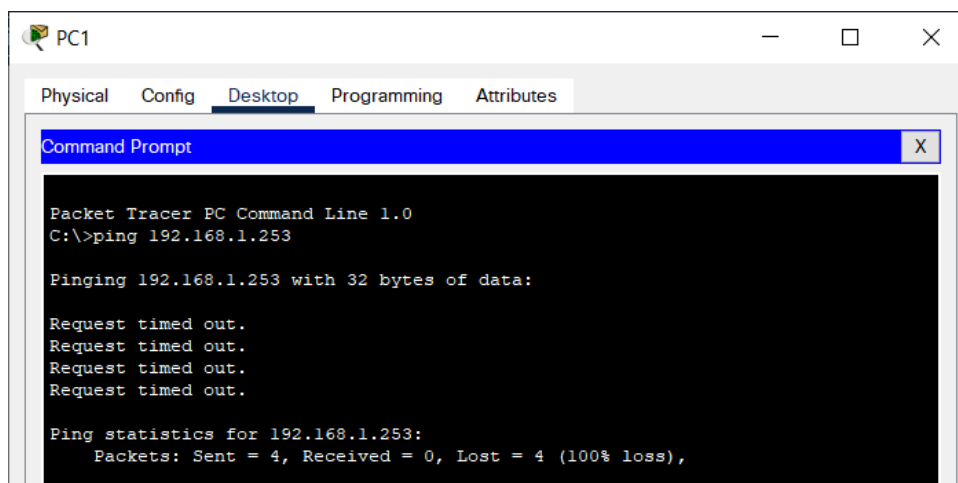 PC1
Physical Config Desktop Programming Attributes
Command Prompt X
Packet Tracer PC Command Line 1.0
C:\>ping 192.168.1.253
Pinging 192.168.1.253 with 32 bytes of data:
Request timed out.
Request timed out.
Request timed out.
Request timed out.
Ping statistics for 192.168.1.253:
Packets: Sent = 4, Received = 0, Lost = 4 (100% loss),